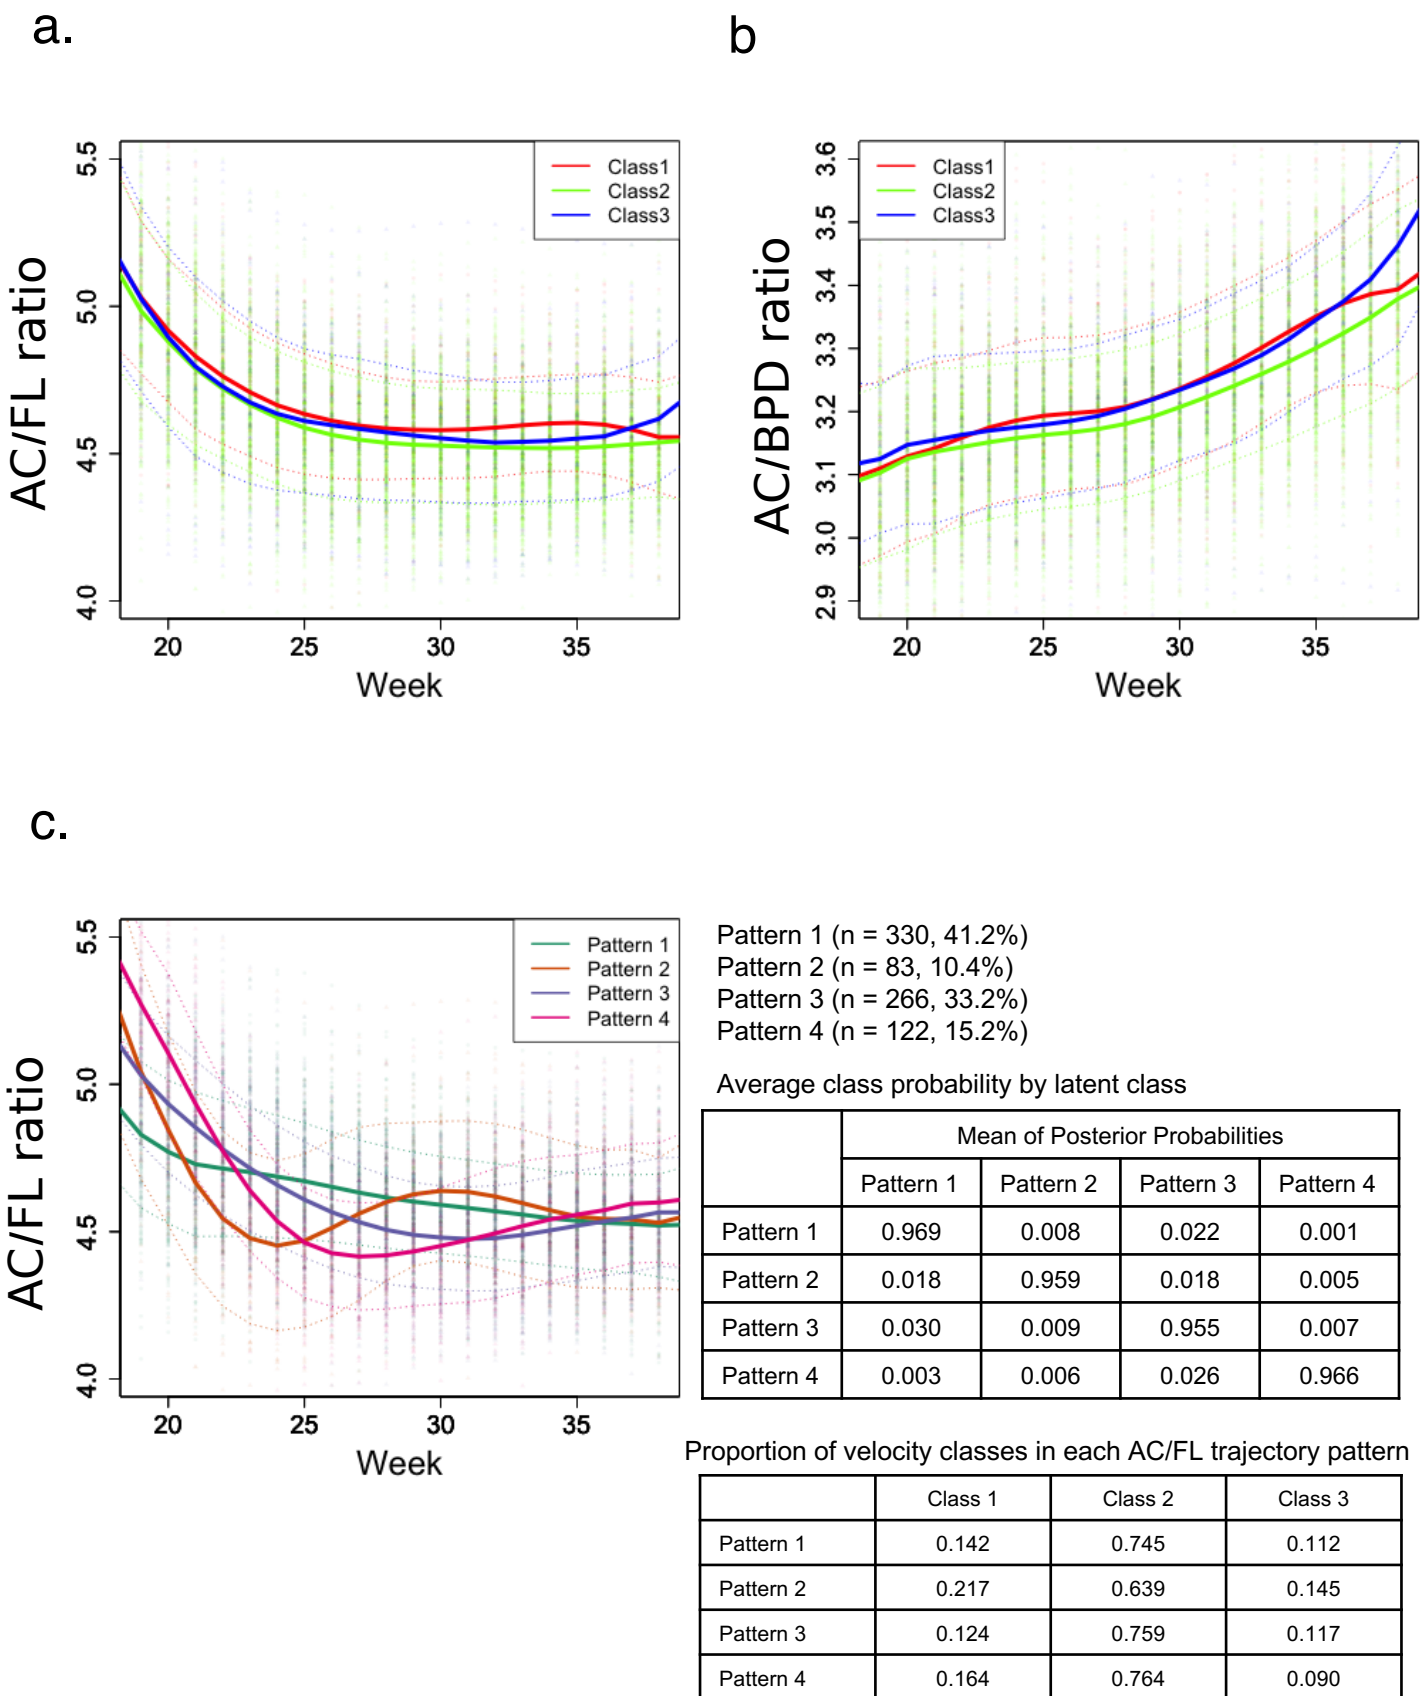 a.
AC/FL ratio
5.5
5.0
4.5
4.0
Class1
Class2
Class3
20 25 30 35
Week
b
AC/BPD ratio
3.6
3.5
3.4
3.3
3.2
3.1
3.0
2.9
Class1
Class2
Class3
20 25 30 35
Week
c.
AC/FL ratio
5.5
5.0
4.5
4.0
Pattern 1
Pattern 2
Pattern 3
Pattern 4
20 25 30 35
Week
Pattern 1 (n = 330, 41.2%)
Pattern 2 (n = 83, 10.4%)
Pattern 3 (n = 266, 33.2%)
Pattern 4 (n = 122, 15.2%)
Average class probability by latent class
Mean of Posterior Probabilities
Pattern 1 Pattern 2 Pattern 3 Pattern 4
Pattern 1 0.969 0.008 0.022 0.001
Pattern 2 0.018 0.959 0.018 0.005
Pattern 3 0.030 0.009 0.955 0.007
Pattern 4 0.003 0.006 0.026 0.966
Proportion of velocity classes in each AC/FL trajectory pattern
Class 1 Class 2 Class 3
Pattern 1 0.142 0.745 0.112
Pattern 2 0.217 0.639 0.145
Pattern 3 0.124 0.759 0.117
Pattern 4 0.164 0.764 0.090